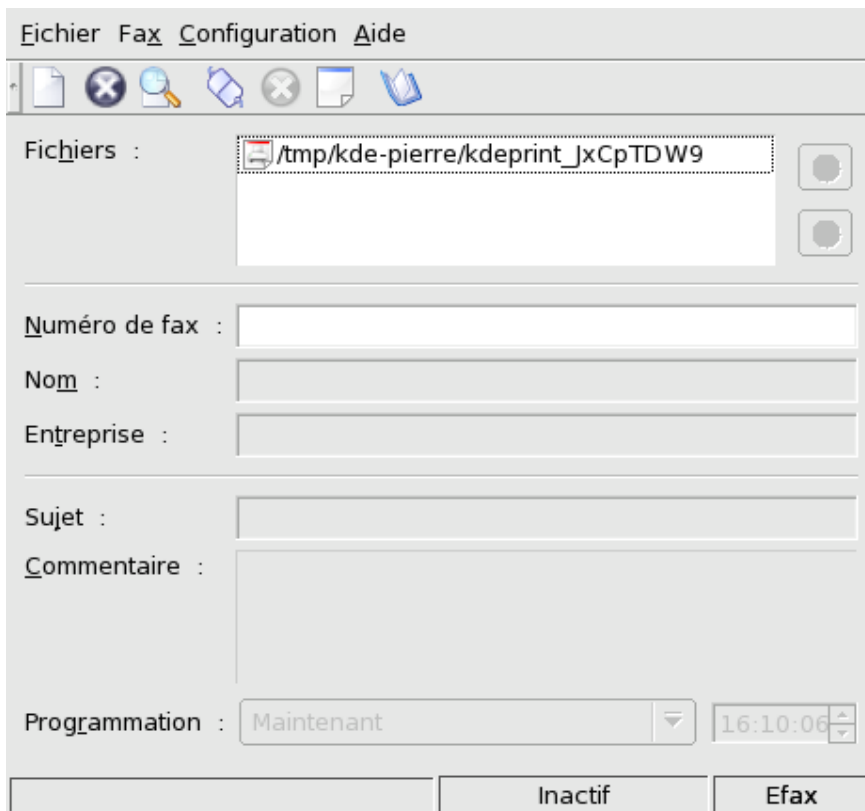 Fichier Fax Configuration Aide
Fichiers :
/tmp/kde-pierre/kdeprint_JxCpTDW9
Numéro de fax :
Nom :
Entreprise :
Sujet :
Commentaire :
Programmation : Maintenant 16:10:06
Inactif Efax